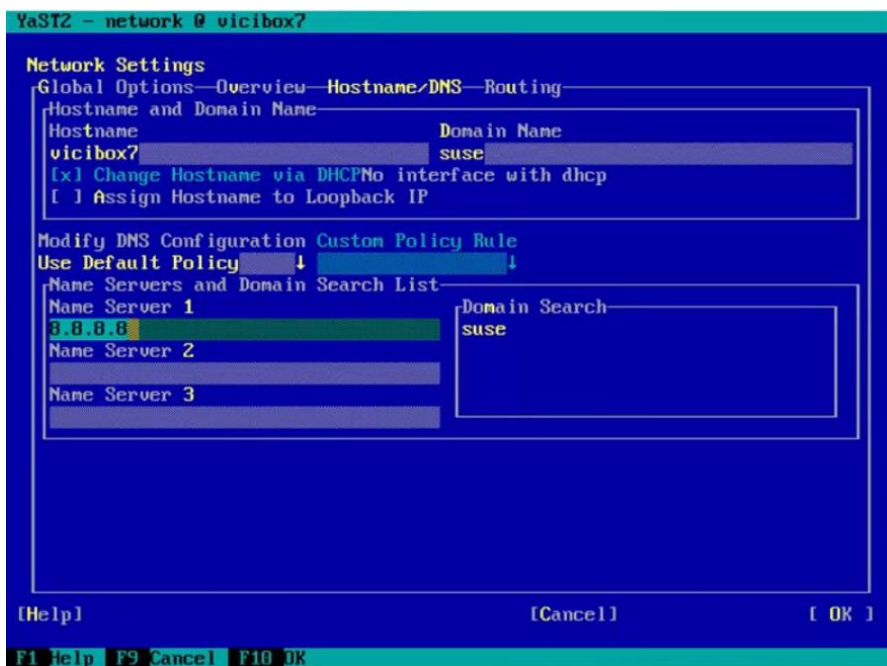 YaST2 - network @ vicibox7
Network Settings
Global Options Overview Hostname/DNS Routing
Hostname and Domain Name
Hostname Domain Name
vicibox7 suse
[x] Change Hostname via DHCPNo interface with dhcp
[ ] Assign Hostname to Loopback IP
Modify DNS Configuration Custom Policy Rule
Use Default Policy ↓ ↓
Name Servers and Domain Search List
Name Server 1 Domain Search
8.8.8.8 suse
Name Server 2
Name Server 3
[Help] [Cancel] [ OK ]
F1 Help F9 Cancel F10 OK